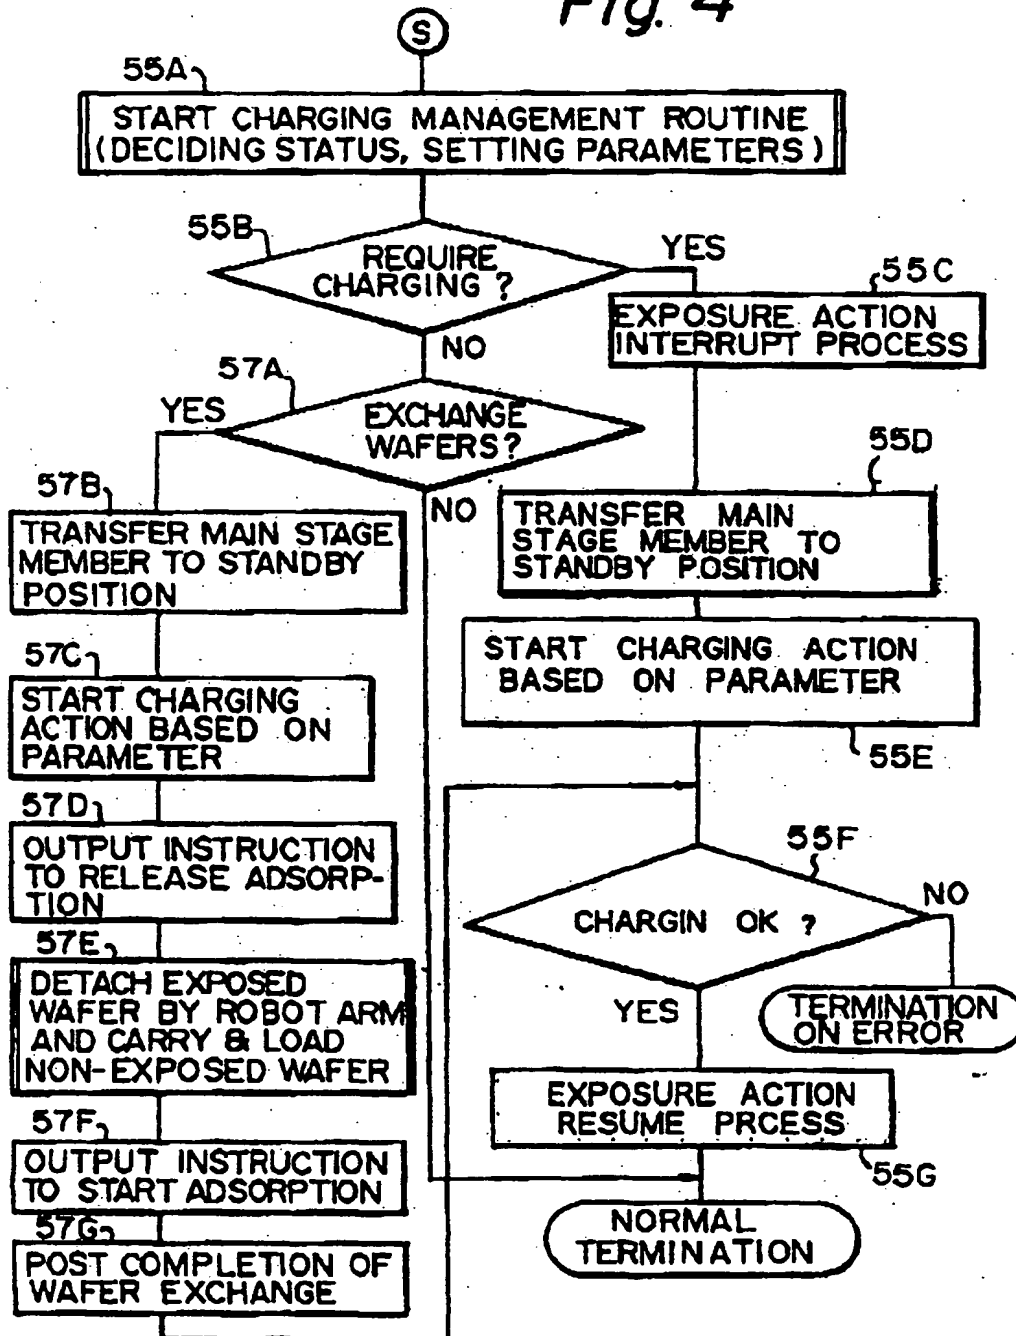 Fig. 4
S
55A
START CHARGING MANAGEMENT ROUTINE
(DECIDING STATUS, SETTING PARAMETERS)
55B
REQUIRE
CHARGING ?
YES
NO
55C
EXPOSURE ACTION
INTERRUPT PROCESS
57A
EXCHANGE
WAFERS?
YES
NO
55D
TRANSFER MAIN
STAGE MEMBER TO
STANDBY POSITION
57B
TRANSFER MAIN STAGE
MEMBER TO STANDBY
POSITION
START CHARGING ACTION
BASED ON PARAMETER
55E
57C
START CHARGING
ACTION BASED ON
PARAMETER
57D
OUTPUT INSTRUCTION
TO RELEASE ADSORP-
TION
55F
CHARGIN OK ?
NO
YES
TERMINATION
ON ERROR
57E
DETACH EXPOSED
WAFER BY ROBOT ARM
AND CARRY & LOAD
NON-EXPOSED WAFER
EXPOSURE ACTION
RESUME PRCESS
55G
57F
OUTPUT INSTRUCTION
TO START ADSORPTION
NORMAL
TERMINATION
57G
POST COMPLETION OF
WAFER EXCHANGE